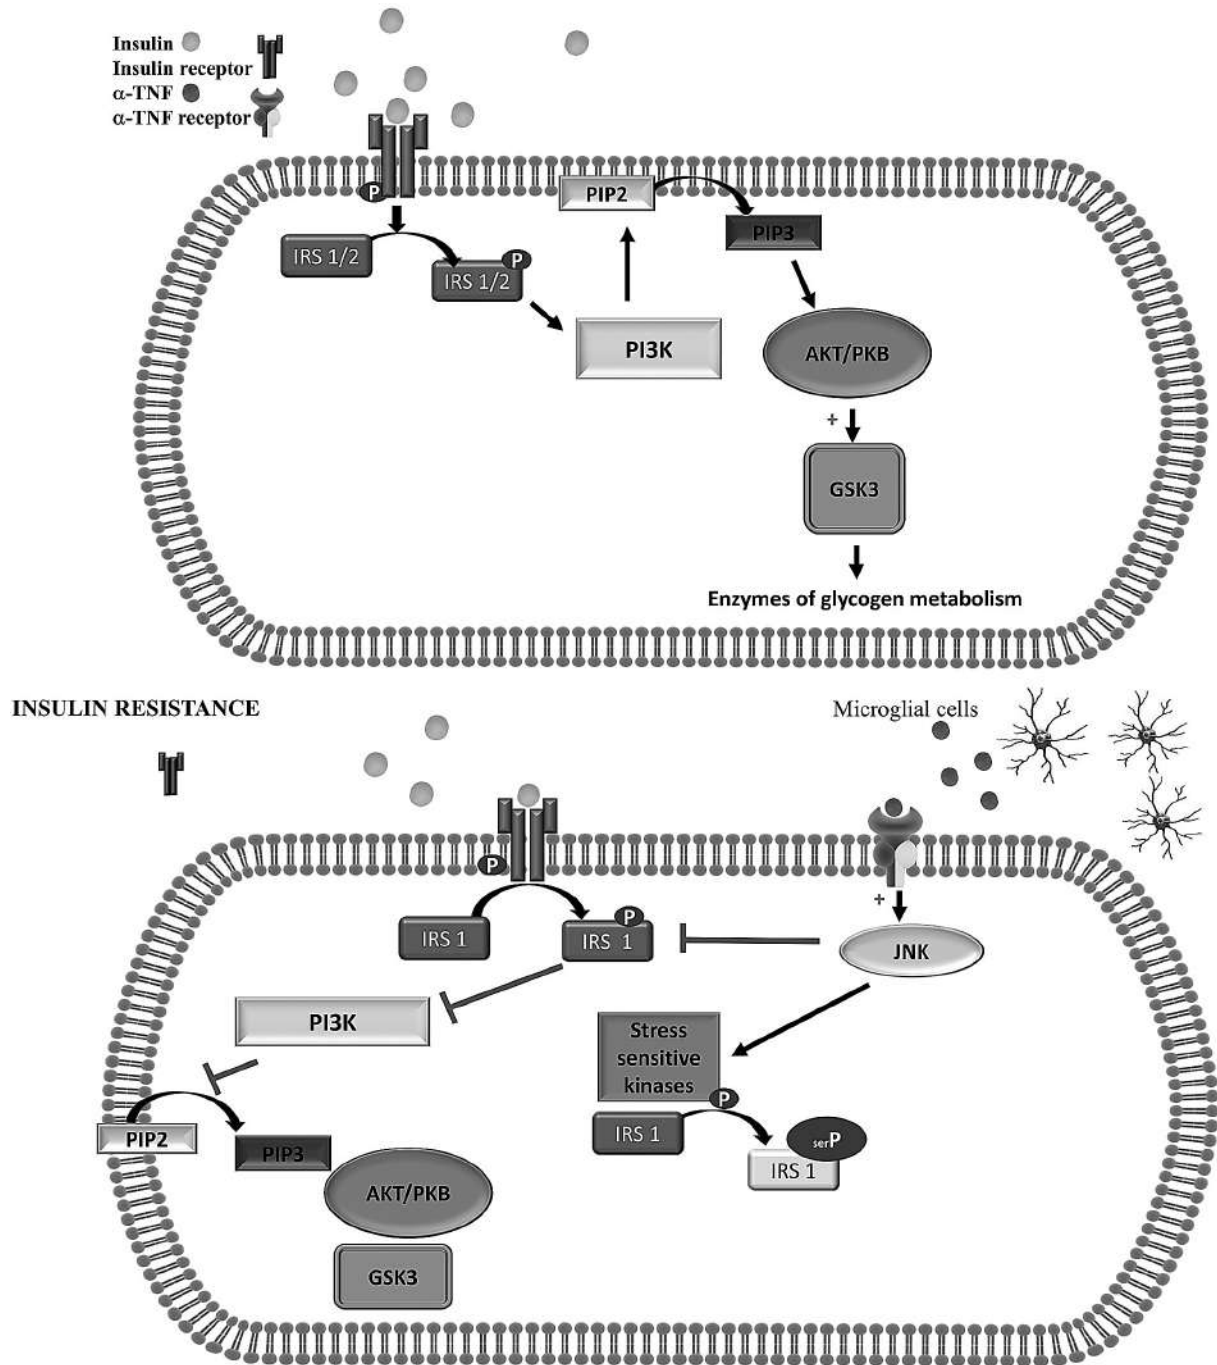 Insulin
Insulin receptor
α-TNF
α-TNF receptor
P
PIP2
PIP3
IRS 1/2
P
IRS 1/2
PI3K
AKT/PKB
+
GSK3
Enzymes of glycogen metabolism
INSULIN RESISTANCE
Microglial cells
P
+
IRS 1
P
IRS 1
JNK
PI3K
Stress
sensitive
kinases
P
IRS 1
serP
IRS 1
PIP2
PIP3
AKT/PKB
GSK3